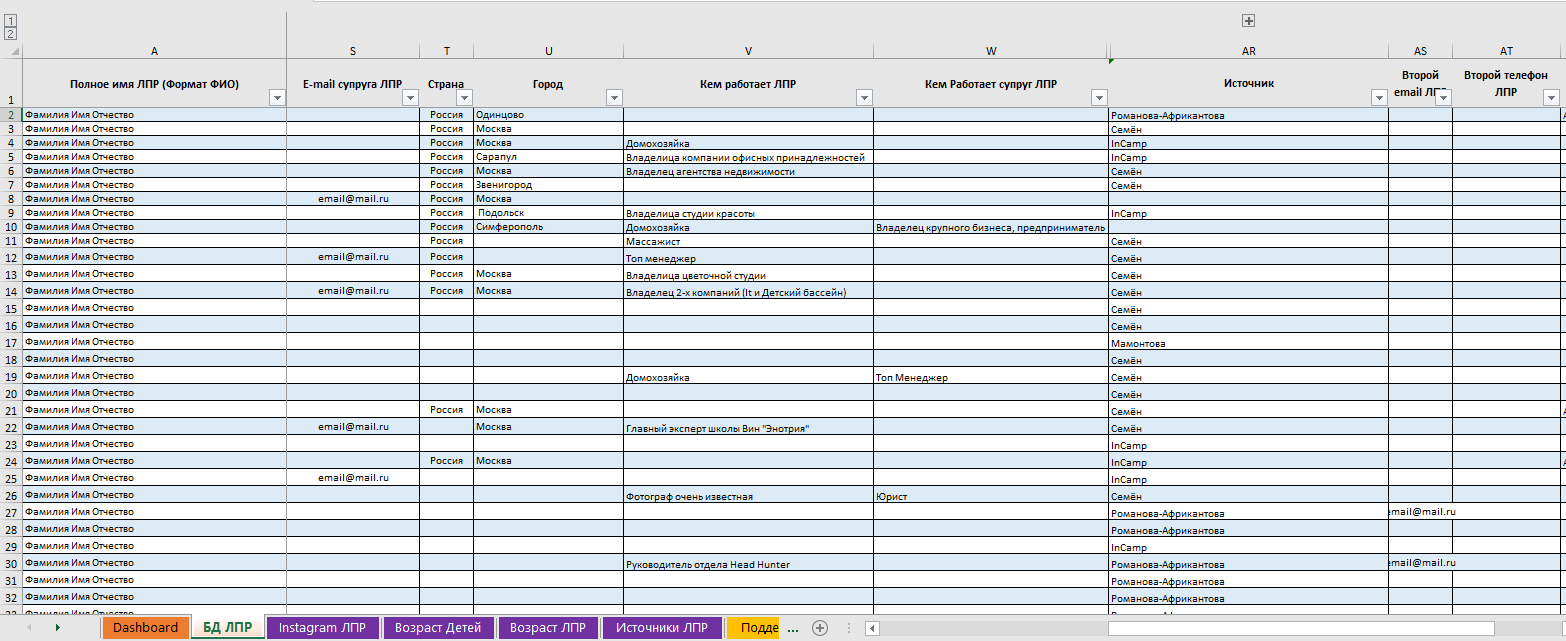 1
2
A S T U V W AR AS AT
1 Полное имя ЛПР (Формат ФИО) E-mail супруга ЛПР Страна Город Кем работает ЛПР Кем Работает супруг ЛПР Источник Второй email Второй телефон ЛПР
2 Фамилия Имя Отчество Россия Одинцово Романова-Африкантова
3 Фамилия Имя Отчество Россия Москва Семён
4 Фамилия Имя Отчество Россия Москва Домохозяйка InCamp
5 Фамилия Имя Отчество Россия Сарапул Владелица компании офисных принадлежностей InCamp
6 Фамилия Имя Отчество Россия Москва Владелец агентства недвижимости Семён
7 Фамилия Имя Отчество Россия Звенигород Семён
8 Фамилия Имя Отчество email@mail.ru Россия Москва
9 Фамилия Имя Отчество Россия Подольск Владелица студии красоты InCamp
10 Фамилия Имя Отчество Россия Симферополь Домохозяйка Владелец крупного бизнеса, предприниматель
11 Фамилия Имя Отчество Россия Массажист Семён
12 Фамилия Имя Отчество email@mail.ru Россия Топ менеджер Семён
13 Фамилия Имя Отчество Россия Москва Владелица цветочной студии Семён
14 Фамилия Имя Отчество email@mail.ru Россия Москва Владелец 2-х компаний (It и Детский бассейн) Семён
15 Фамилия Имя Отчество Семён
16 Фамилия Имя Отчество Семён
17 Фамилия Имя Отчество Мамонтова
18 Фамилия Имя Отчество Семён
19 Фамилия Имя Отчество Домохозяйка Топ Менеджер Семён
20 Фамилия Имя Отчество Семён
21 Фамилия Имя Отчество Россия Москва Семён
22 Фамилия Имя Отчество email@mail.ru Москва Главный эксперт школы Вин "Энотрия" Семён
23 Фамилия Имя Отчество InCamp
24 Фамилия Имя Отчество Россия Москва InCamp
25 Фамилия Имя Отчество email@mail.ru InCamp
26 Фамилия Имя Отчество Фотограф очень известная Юрист Семён
27 Фамилия Имя Отчество Романова-Африкантова email@mail.ru
28 Фамилия Имя Отчество Романова-Африкантова
29 Фамилия Имя Отчество InCamp
30 Фамилия Имя Отчество Руководитель отдела Head Hunter Романова-Африкантова email@mail.ru
31 Фамилия Имя Отчество Романова-Африкантова
32 Фамилия Имя Отчество Романова-Африкантова
Dashboard БД ЛПР Instagram ЛПР Возраст Детей Возраст ЛПР Источники ЛПР Подде ...